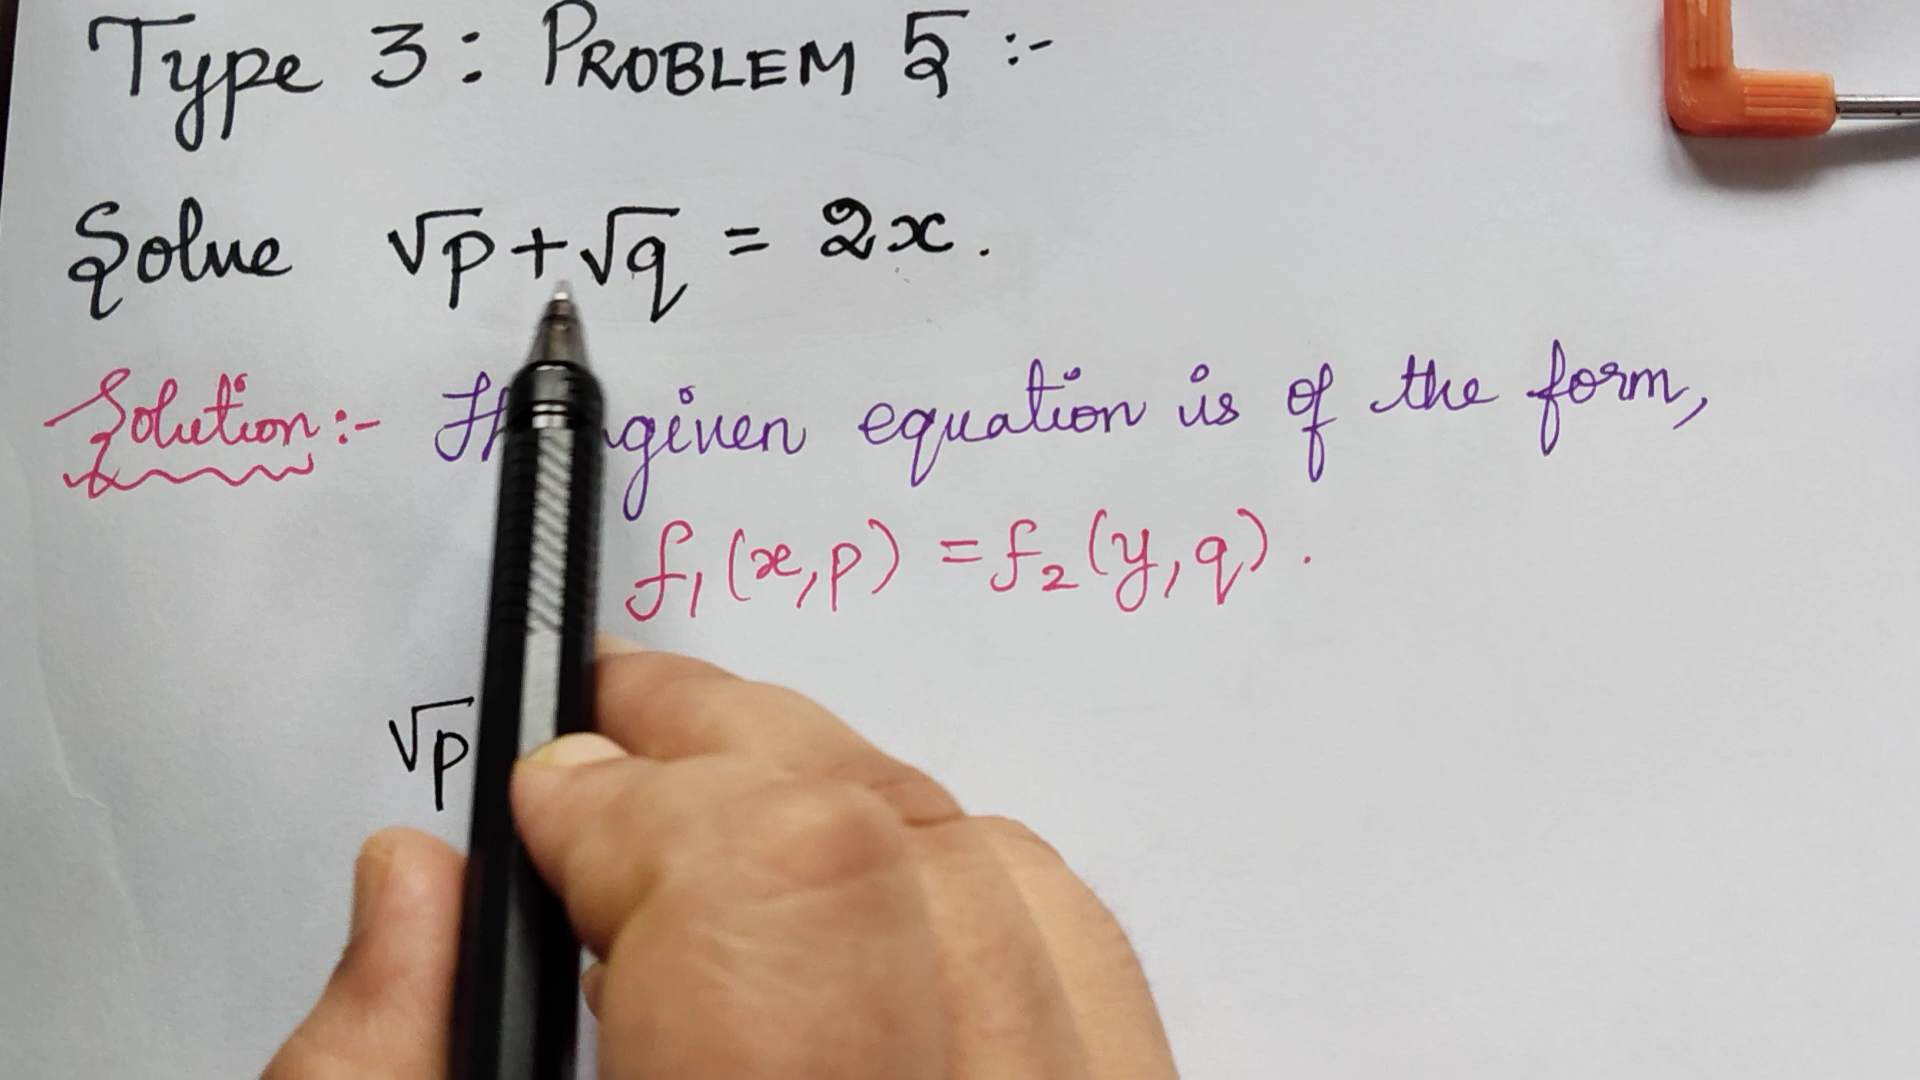 Type 3: PROBLEM 5 :-
Solve √p + √q = 2x.
Solution:- given equation is of the form,
f₁(x,p) = f₂(y,q).
√p